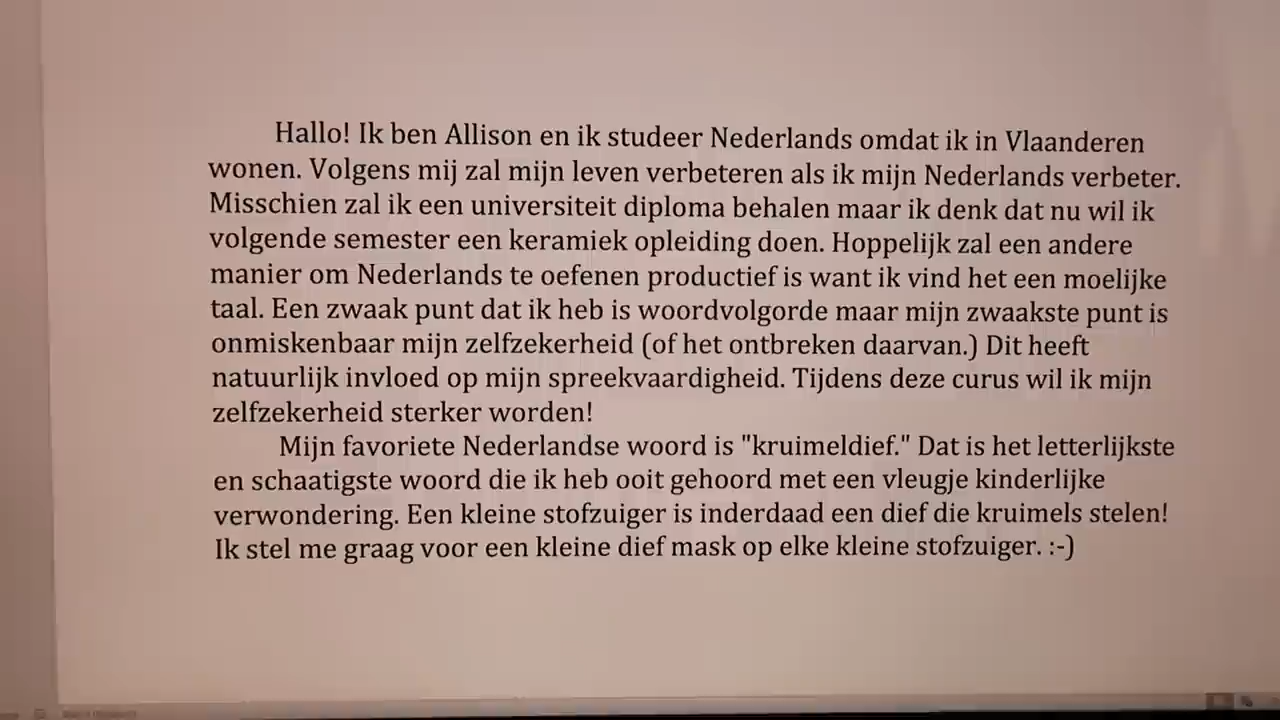 Hallo! Ik ben Allison en ik studeer Nederlands omdat ik in Vlaanderen
wonen. Volgens mij zal mijn leven verbeteren als ik mijn Nederlands verbeter.
Misschien zal ik een universiteit diploma behalen maar ik denk dat nu wil ik
volgende semester een keramiek opleiding doen. Hoppelijk zal een andere
manier om Nederlands te oefenen productief is want ik vind het een moelijke
taal. Een zwaak punt dat ik heb is woordvolgorde maar mijn zwaakste punt is
onmiskenbaar mijn zelfzekerheid (of het ontbreken daarvan.) Dit heeft
natuurlijk invloed op mijn spreekvaardigheid. Tijdens deze curus wil ik mijn
zelfzekerheid sterker worden!
Mijn favoriete Nederlandse woord is "kruimeldief." Dat is het letterlijkste
en schaatigste woord die ik heb ooit gehoord met een vleugje kinderlijke
verwondering. Een kleine stofzuiger is inderdaad een dief die kruimels stelen!
Ik stel me graag voor een kleine dief mask op elke kleine stofzuiger. :-)